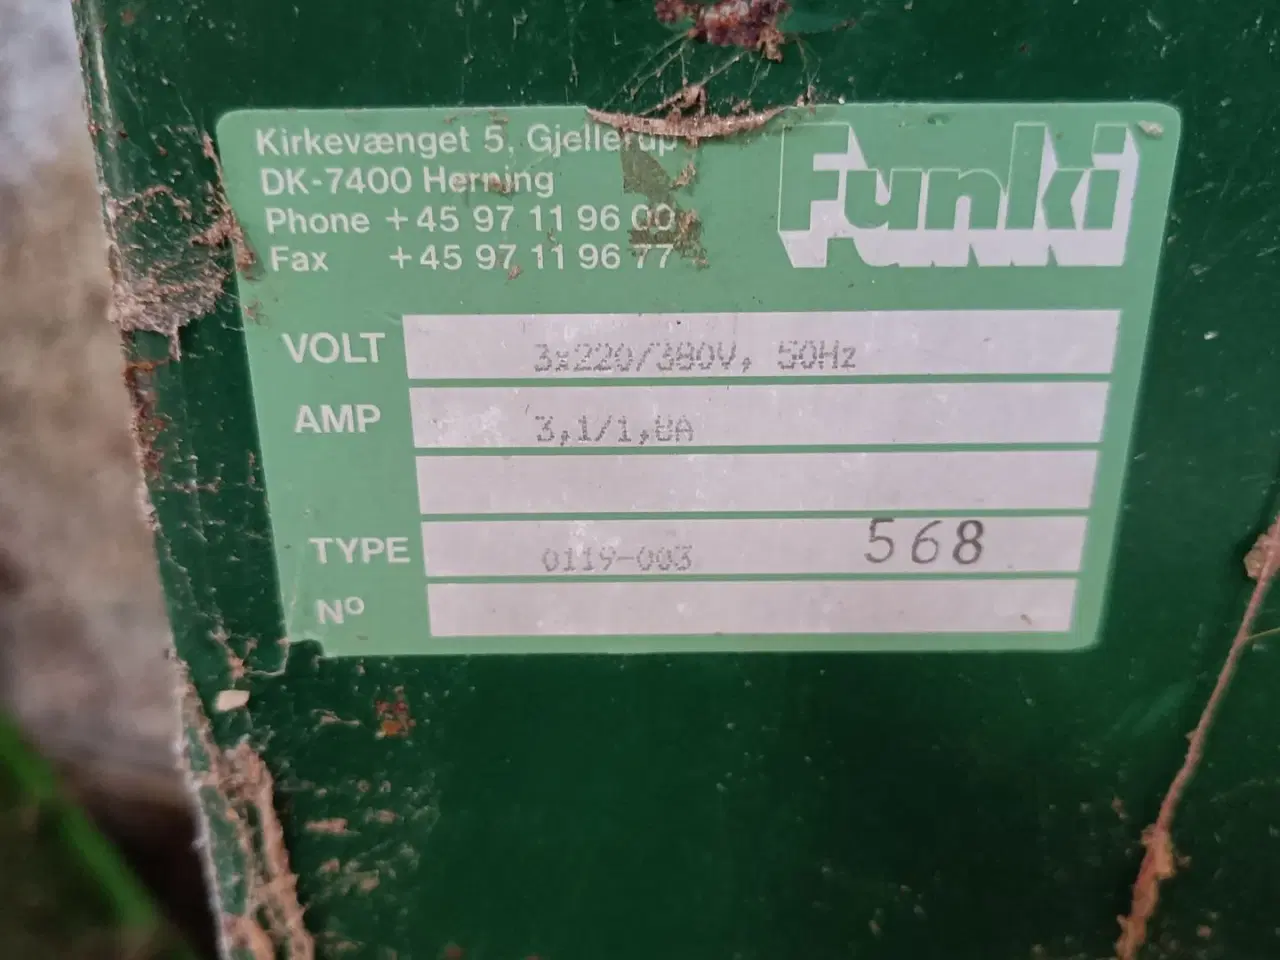 Kirkevænget 5, Gjellerup
DK-7400 Herning
Phone +45 97 11 96 00
Fax +45 97 11 96 77
Funki
VOLT 3x220/380V, 50Hz
AMP 3,1/1,8A
TYPE 0119-003 568
Nº